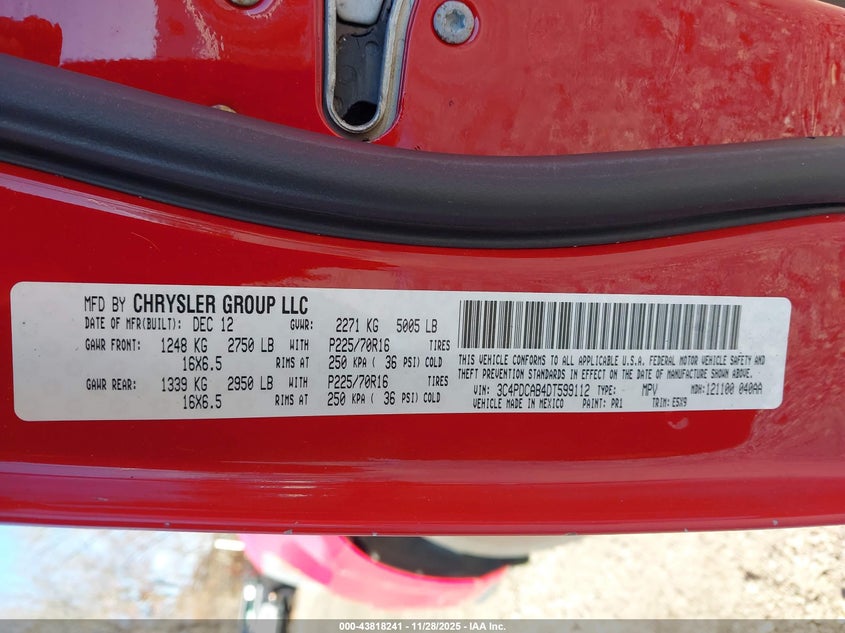 MFD BY CHRYSLER GROUP LLC
DATE OF MFR(BUILT): DEC 12 GVWR: 2271 KG 5005 LB
GAWR FRONT: 1248 KG 2750 LB WITH P225/70R16 TIRES
16X6.5 RIMS AT 250 KPA ( 36 PSI) COLD
GAWR REAR: 1339 KG 2950 LB WITH P225/70R16 TIRES
16X6.5 RIMS AT 250 KPA ( 36 PSI) COLD
THIS VEHICLE CONFORMS TO ALL APPLICABLE U.S.A. FEDERAL MOTOR VEHICLE SAFETY AND
THEFT PREVENTION STANDARDS IN EFFECT ON THE DATE OF MANUFACTURE SHOWN ABOVE.
VIN: 3C4PDCAB4DT599112 TYPE: MPV MDH: 121100 040AA
VEHICLE MADE IN MEXICO PAINT: PR1 TRIM: E5X9
000-43818241 - 11/28/2025 - IAA Inc.